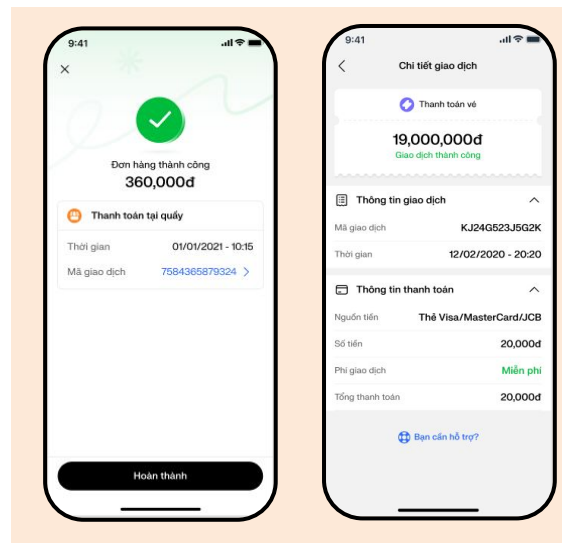 9:41
Đơn hàng thành công
360,000đ
Thanh toán tại quầy
Thời gian 01/01/2021 - 10:15
Mã giao dịch 7584365879324
Hoàn thành
9:41
Chi tiết giao dịch
Thanh toán vé
19,000,000đ
Giao dịch thành công
Thông tin giao dịch
Mã giao dịch KJ24G523J5G2K
Thời gian 12/02/2020 - 20:20
Thông tin thanh toán
Nguồn tiền Thẻ Visa/MasterCard/JCB
Số tiền 20,000đ
Phí giao dịch Miễn phí
Tổng thanh toán 20,000đ
Bạn cần hỗ trợ?